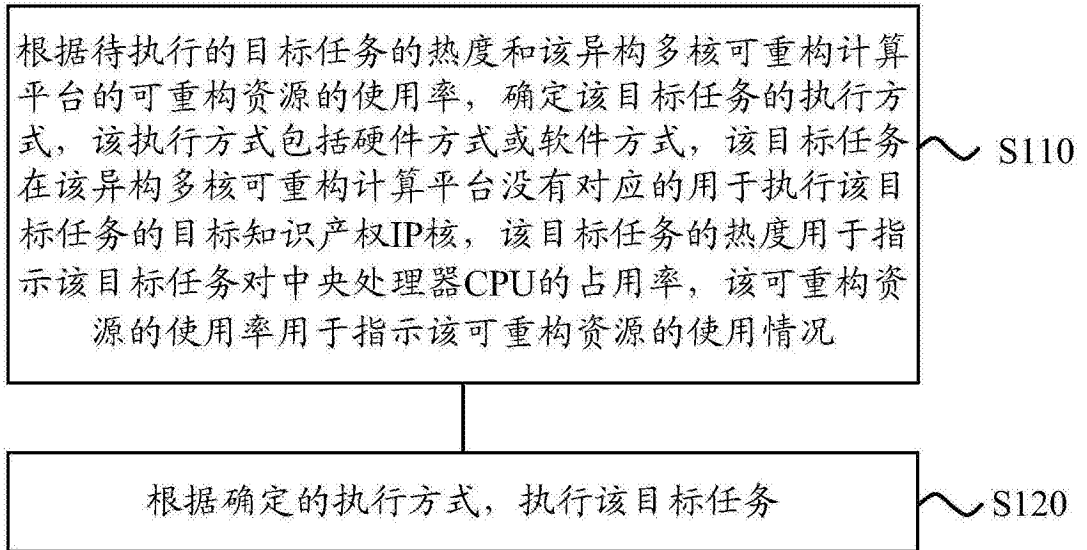 根据待执行的目标任务的热度和该异构多核可重构计算
平台的可重构资源的使用率，确定该目标任务的执行方
式，该执行方式包括硬件方式或软件方式，该目标任务
在该异构多核可重构计算平台没有对应的用于执行该目
标任务的目标知识产权IP核，该目标任务的热度用于指
示该目标任务对中央处理器CPU的占用率，该可重构资
源的使用率用于指示该可重构资源的使用情况
S110
根据确定的执行方式，执行该目标任务
S120